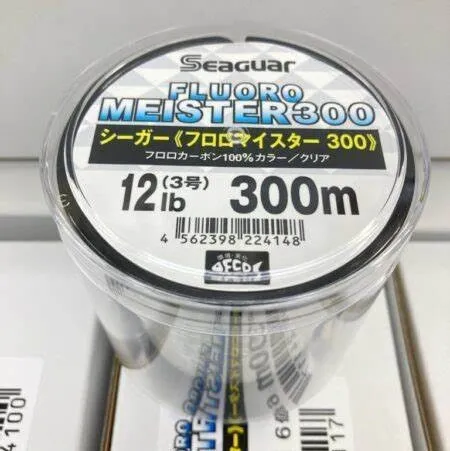 Seaguar
FLUORO
MEISTER300
シーガー《フロロマイスター 300》
フロロカーボン100%カラー/クリア
12lb (3号) 300m
4 562398 224148
4100
117